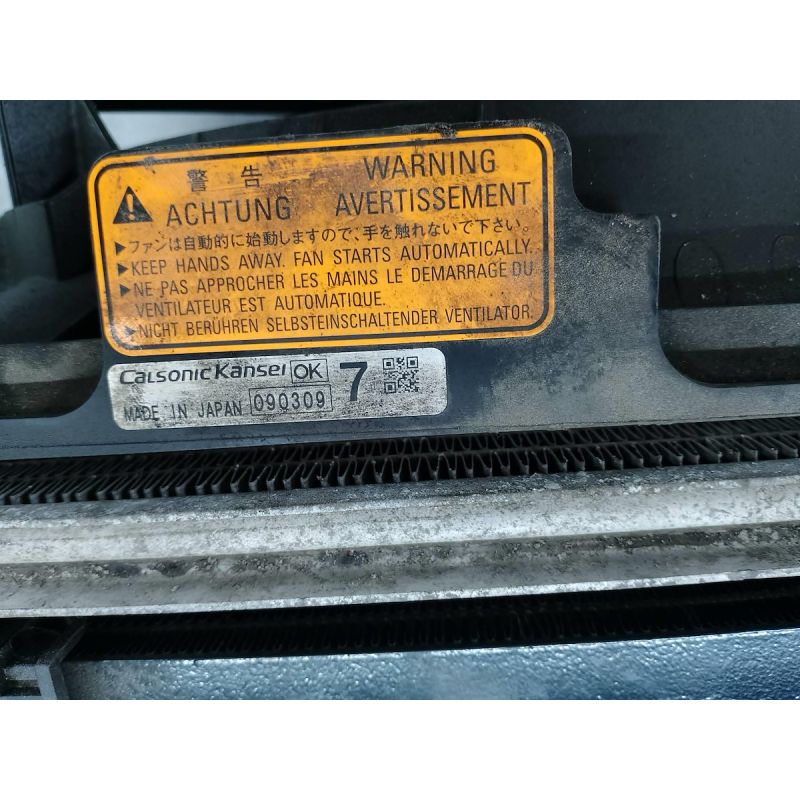 警告 WARNING
ACHTUNG AVERTISSEMENT
▶ファンは自動的に始動しますので、手を触れないで下さい。
▶KEEP HANDS AWAY. FAN STARTS AUTOMATICALLY.
▶NE PAS APPROCHER LES MAINS LE DEMARRAGE DU
VENTILATEUR EST AUTOMATIQUE.
▶NICHT BERÜHREN SELBSTEINSCHALTENDER VENTILATOR.
CALSONIC KANSEI OK 7
MADE IN JAPAN 090309